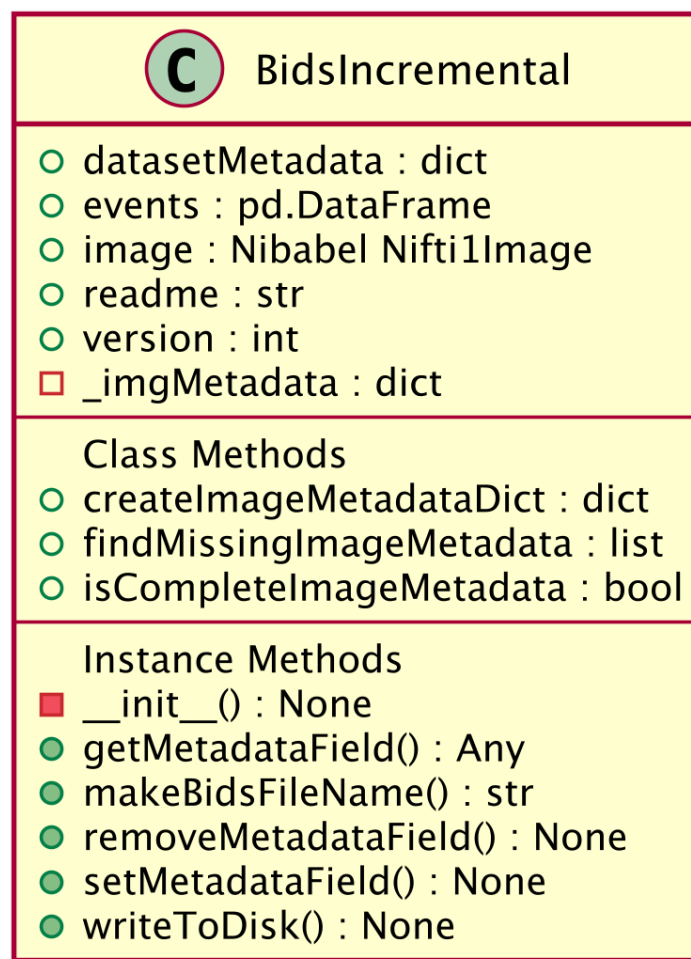 C BidsIncremental
datasetMetadata : dict
events : pd.DataFrame
image : Nibabel Nifti1Image
readme : str
version : int
_imgMetadata : dict
Class Methods
createImageMetadataDict : dict
findMissingImageMetadata : list
isCompleteImageMetadata : bool
Instance Methods
__init__() : None
getMetadataField() : Any
makeBidsFileName() : str
removeMetadataField() : None
setMetadataField() : None
writeToDisk() : None